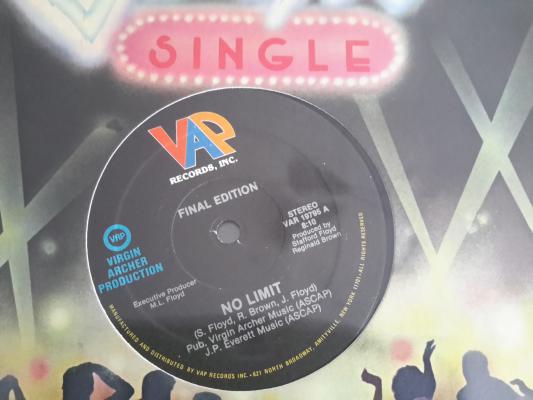 SINGLE
VAP
RECORDS, INC.
FINAL EDITION
STEREO
VAR 19795 A
8:10
Produced by
Stafford Floyd
Reginald Brown
VAP
VIRGIN
ARCHER
PRODUCTION
Executive Producer
M.L. Floyd
NO LIMIT
(S. Floyd, R. Brown, J. Floyd)
Pub, Virgin Archer Music (ASCAP)
J.P. Everett Music (ASCAP)
MANUFACTURED AND DISTRIBUTED BY VAP RECORDS INC. • 621 NORTH BROADWAY, AMITYVILLE, NEW YORK 11701 • ALL RIGHTS RESERVED